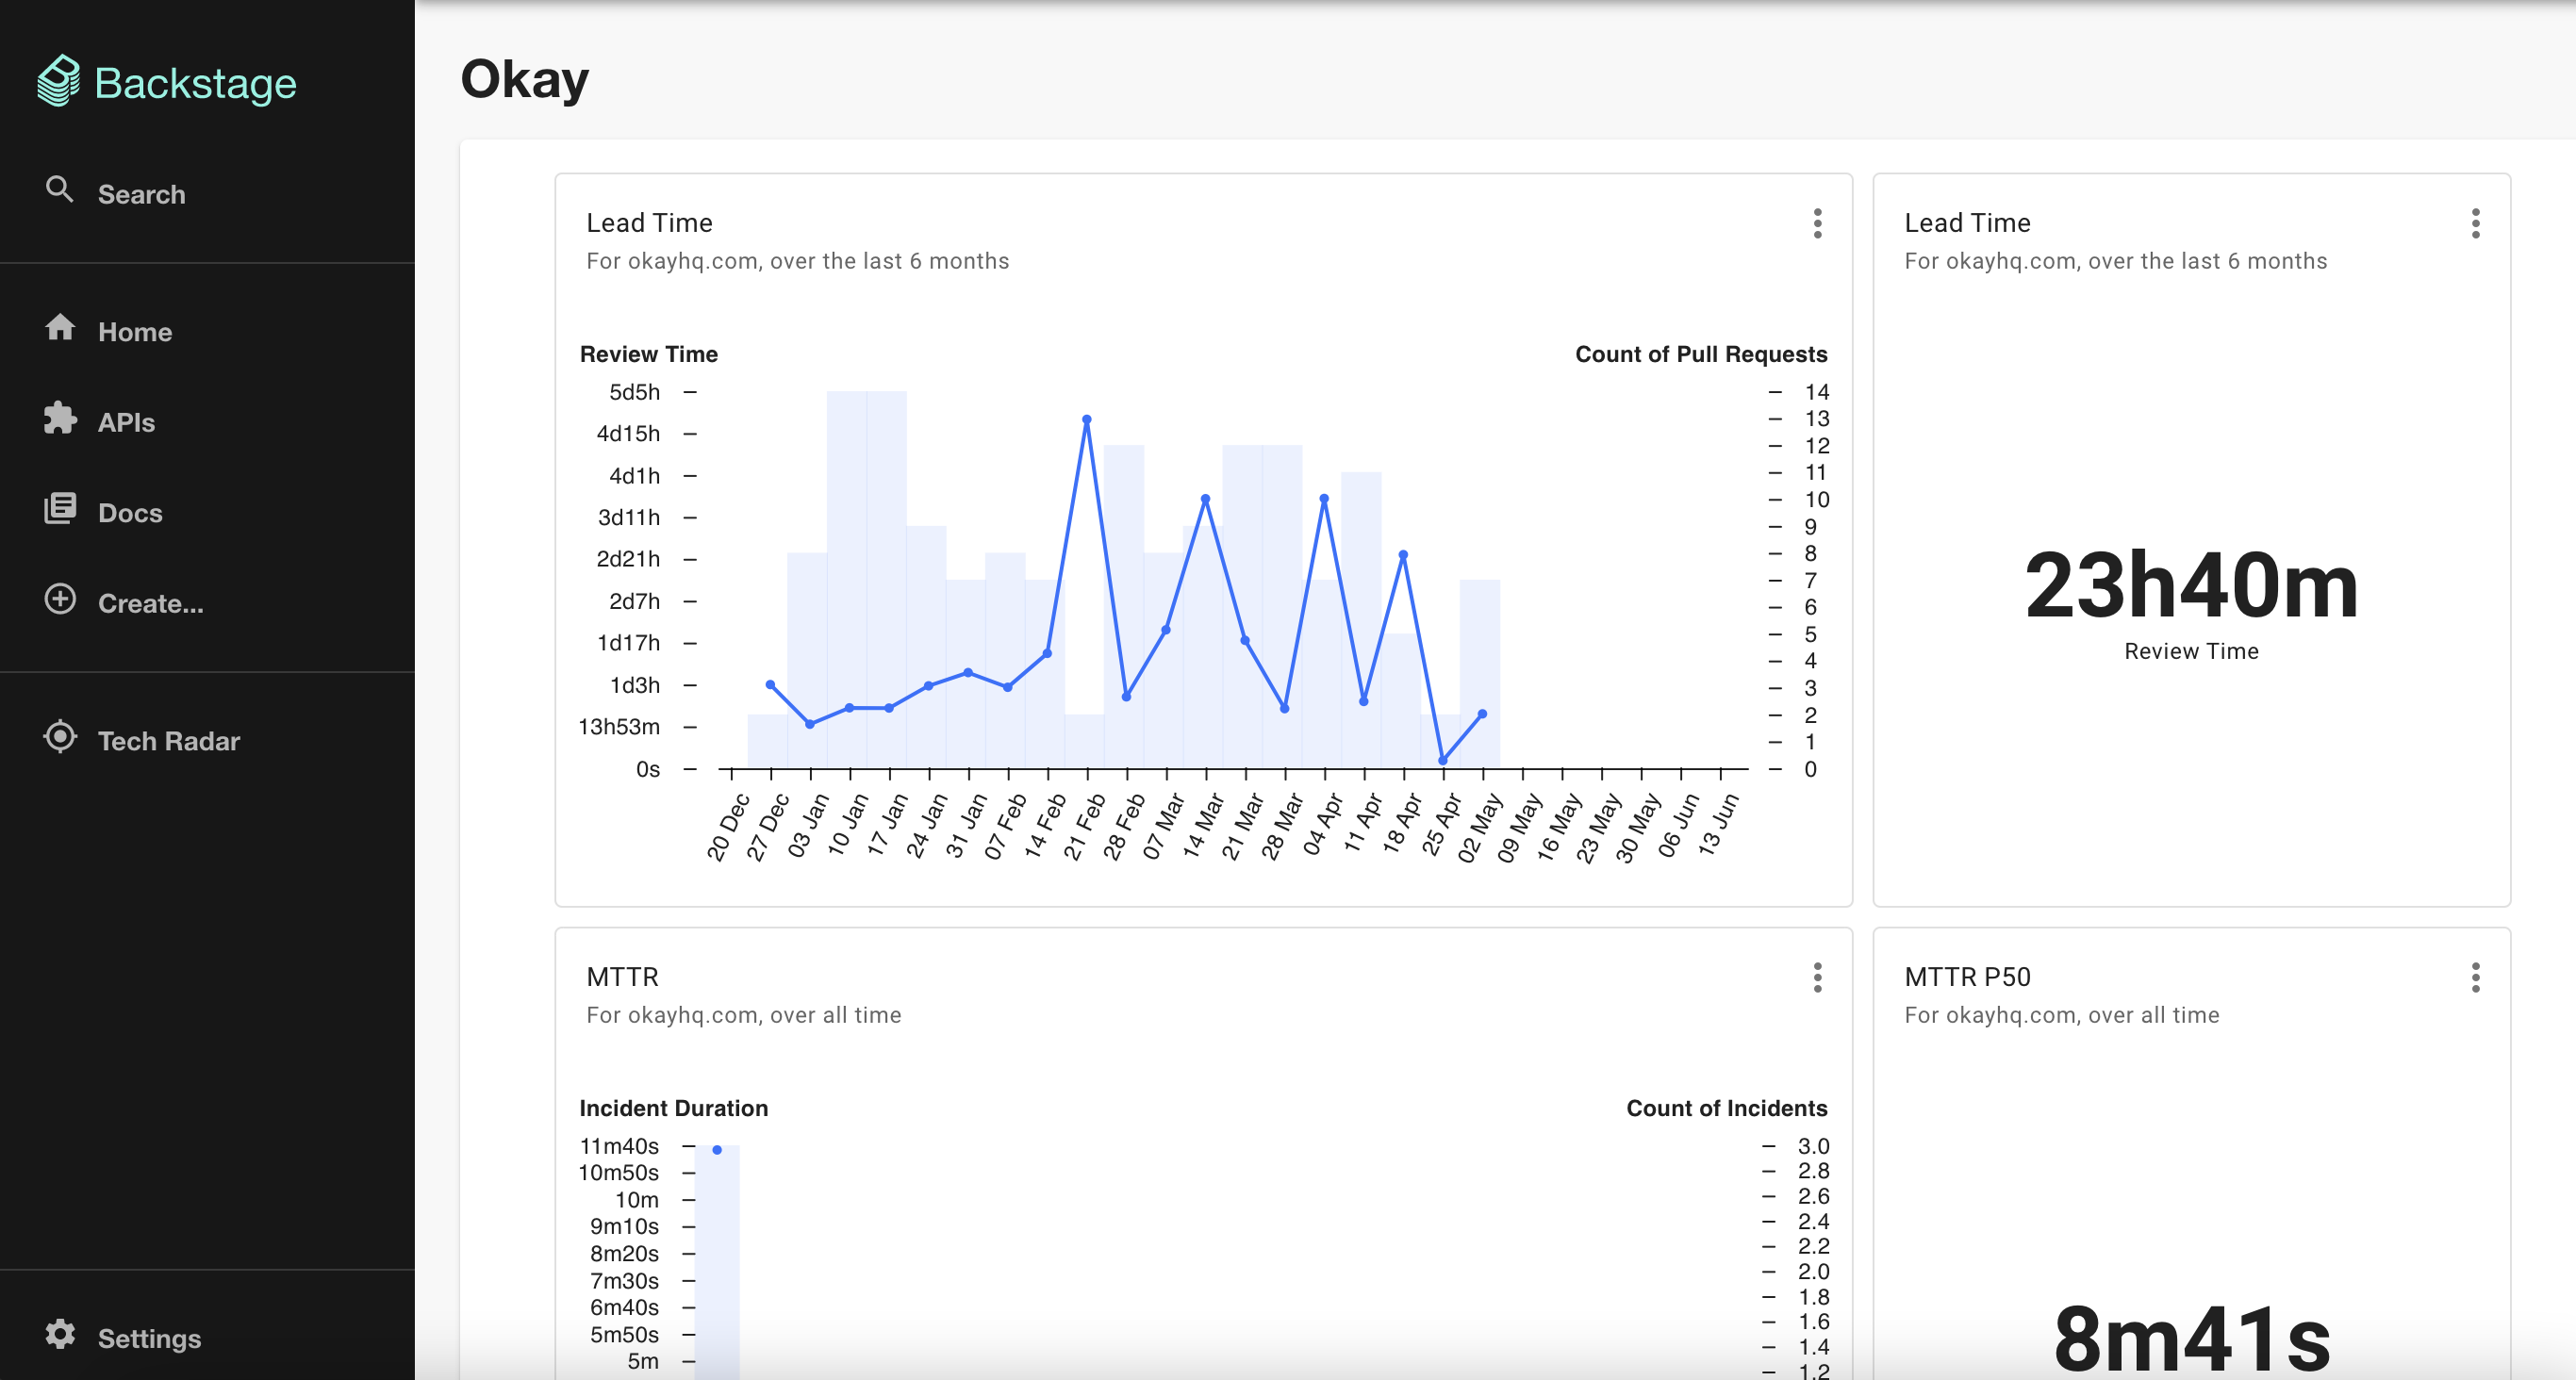 Backstage
Search
Home
APIs
Docs
Create...
Tech Radar
Settings
Okay
Lead Time
For okayhq.com, over the last 6 months
Review Time
Count of Pull Requests
5d5h
4d15h
4d1h
3d11h
2d21h
2d7h
1d17h
1d3h
13h53m
0s
14
13
12
11
10
9
8
7
6
5
4
3
2
1
0
20 Dec
27 Dec
03 Jan
10 Jan
17 Jan
24 Jan
31 Jan
07 Feb
14 Feb
21 Feb
28 Feb
07 Mar
14 Mar
21 Mar
28 Mar
04 Apr
11 Apr
18 Apr
25 Apr
02 May
09 May
16 May
23 May
30 May
06 Jun
13 Jun
Lead Time
For okayhq.com, over the last 6 months
23h40m
Review Time
MTTR
For okayhq.com, over all time
Incident Duration
Count of Incidents
11m40s
10m50s
10m
9m10s
8m20s
7m30s
6m40s
5m50s
5m
3.0
2.8
2.6
2.4
2.2
2.0
1.8
1.6
1.4
1.2
MTTR P50
For okayhq.com, over all time
8m41s